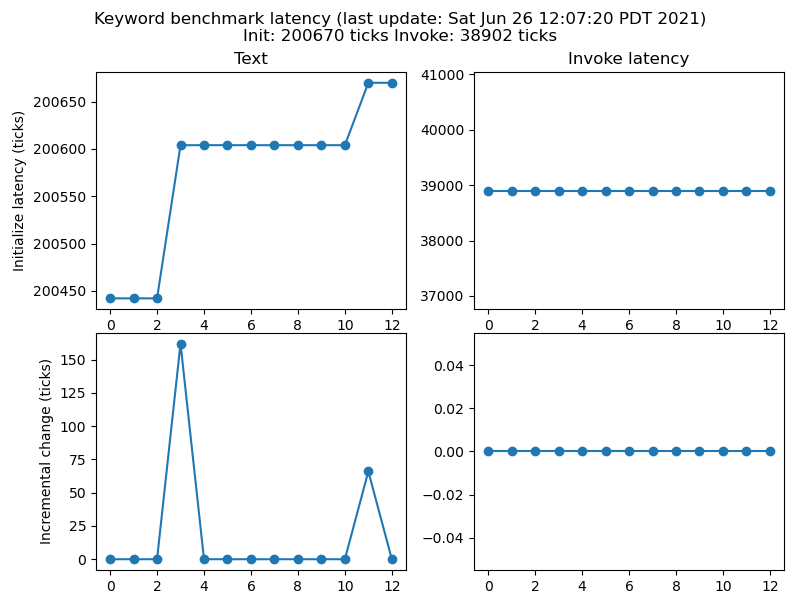 Keyword benchmark latency (last update: Sat Jun 26 12:07:20 PDT 2021)
Init: 200670 ticks Invoke: 38902 ticks
Text
Initialize latency (ticks)
200650
200600
200550
200500
200450
0 2 4 6 8 10 12
Invoke latency
41000
40000
39000
38000
37000
0 2 4 6 8 10 12
Incremental change (ticks)
150
125
100
75
50
25
0
0 2 4 6 8 10 12
0.04
0.02
0.00
−0.02
−0.04
0 2 4 6 8 10 12